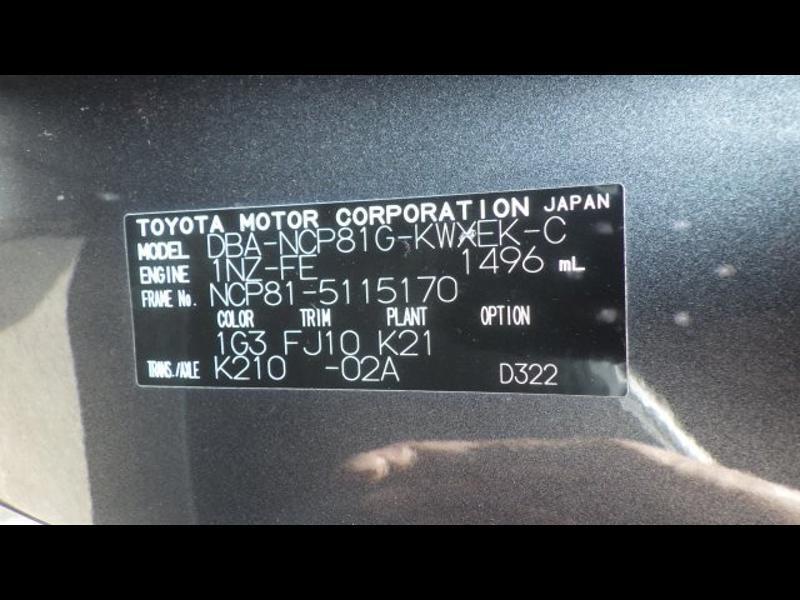 TOYOTA MOTOR CORPORATION JAPAN
MODEL DBA-NCP81G-KWXEK-C
ENGINE 1NZ-FE 1496 mL
FRAME No. NCP81-5115170
COLOR TRIM PLANT OPTION
1G3 FJ10 K21
TRANS./AXLE K210 -02A D322